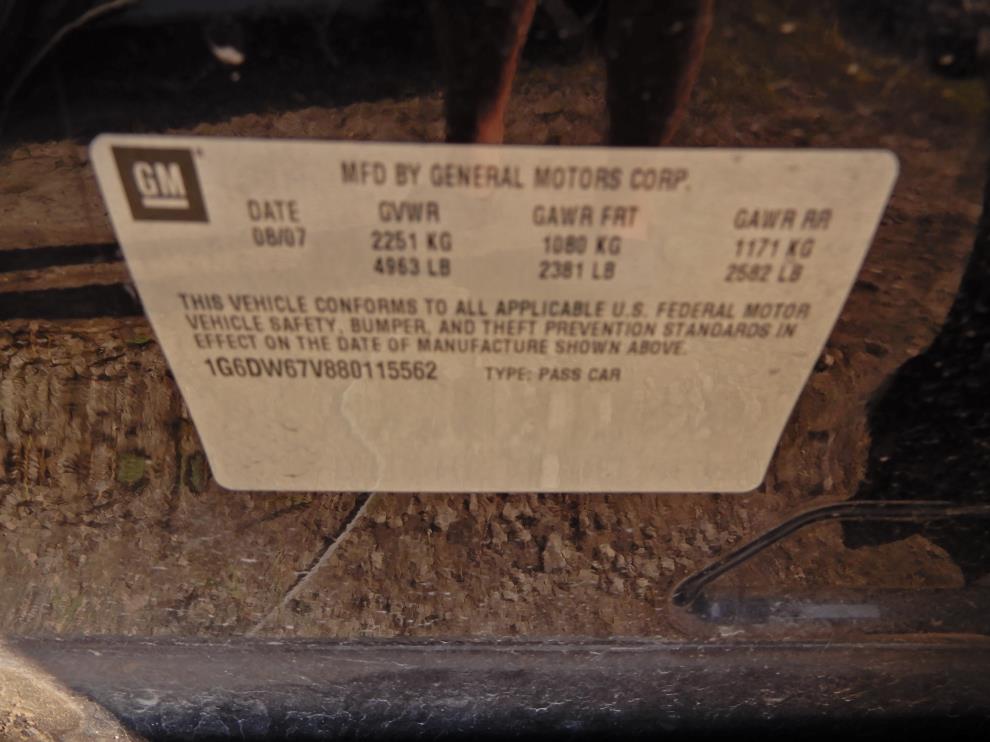 GM
MFD BY GENERAL MOTORS CORP.
DATE GVWR GAWR FRT GAWR RR
08/07 2251 KG 1080 KG 1171 KG
4963 LB 2381 LB 2582 LB
THIS VEHICLE CONFORMS TO ALL APPLICABLE U.S. FEDERAL MOTOR
VEHICLE SAFETY, BUMPER, AND THEFT PREVENTION STANDARDS IN
EFFECT ON THE DATE OF MANUFACTURE SHOWN ABOVE.
1G6DW67V880115562 TYPE: PASS CAR